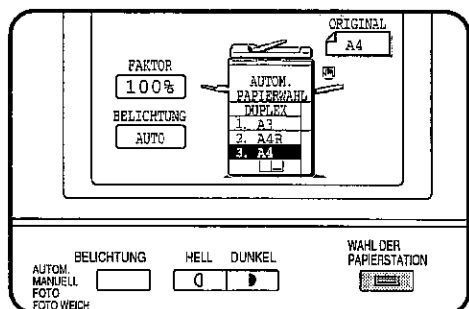 ORIGINAL
A4
FAKTOR
100%
BELICHTUNG
AUTO
AUTOM.
PAPIERWAHL
DUPLEX
1. A3
2. A4R
3. A4
BELICHTUNG
AUTOM.
MANUELL
FOTO
FOTO WEICH
HELL DUNKEL
WAHL DER
PAPIERSTATION